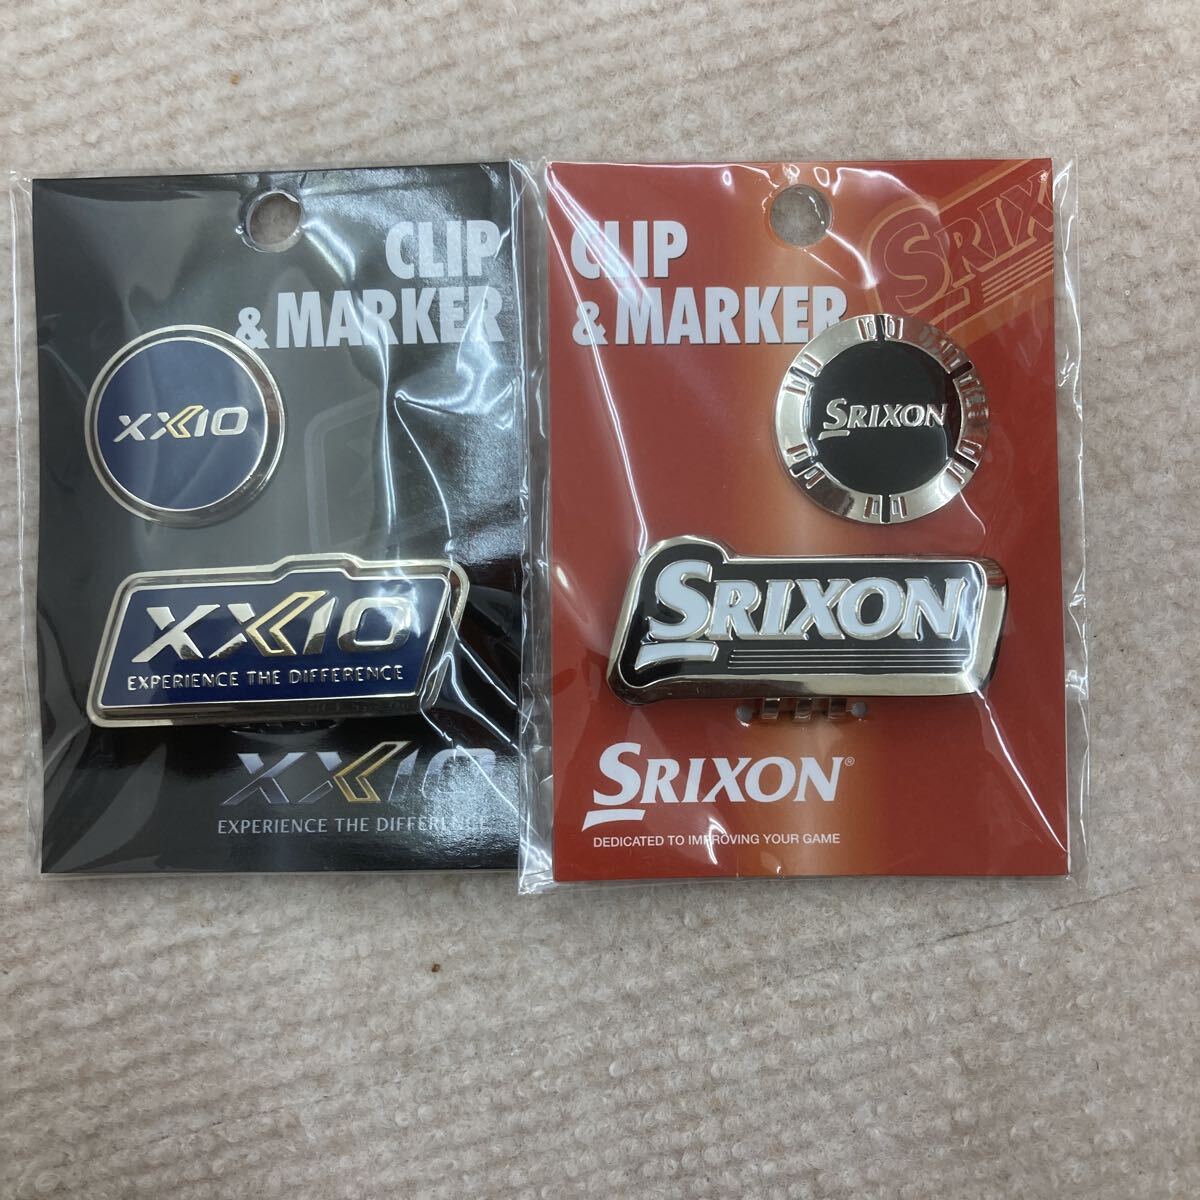 CLIP
& MARKER
XXIO
XXIO
EXPERIENCE THE DIFFERENCE
XXIO
EXPERIENCE THE DIFFERENCE
SRIX
CLIP
& MARKER
SRIXON
SRIXON
SRIXON®
DEDICATED TO IMPROVING YOUR GAME